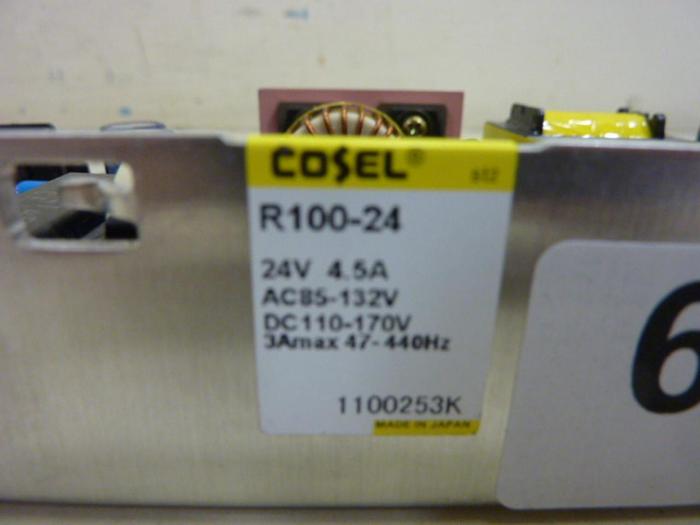 COSEL®
R100-24
24V 4.5A
AC85-132V
DC110-170V
3Amax 47-440Hz
1100253K
MADE IN JAPAN
6